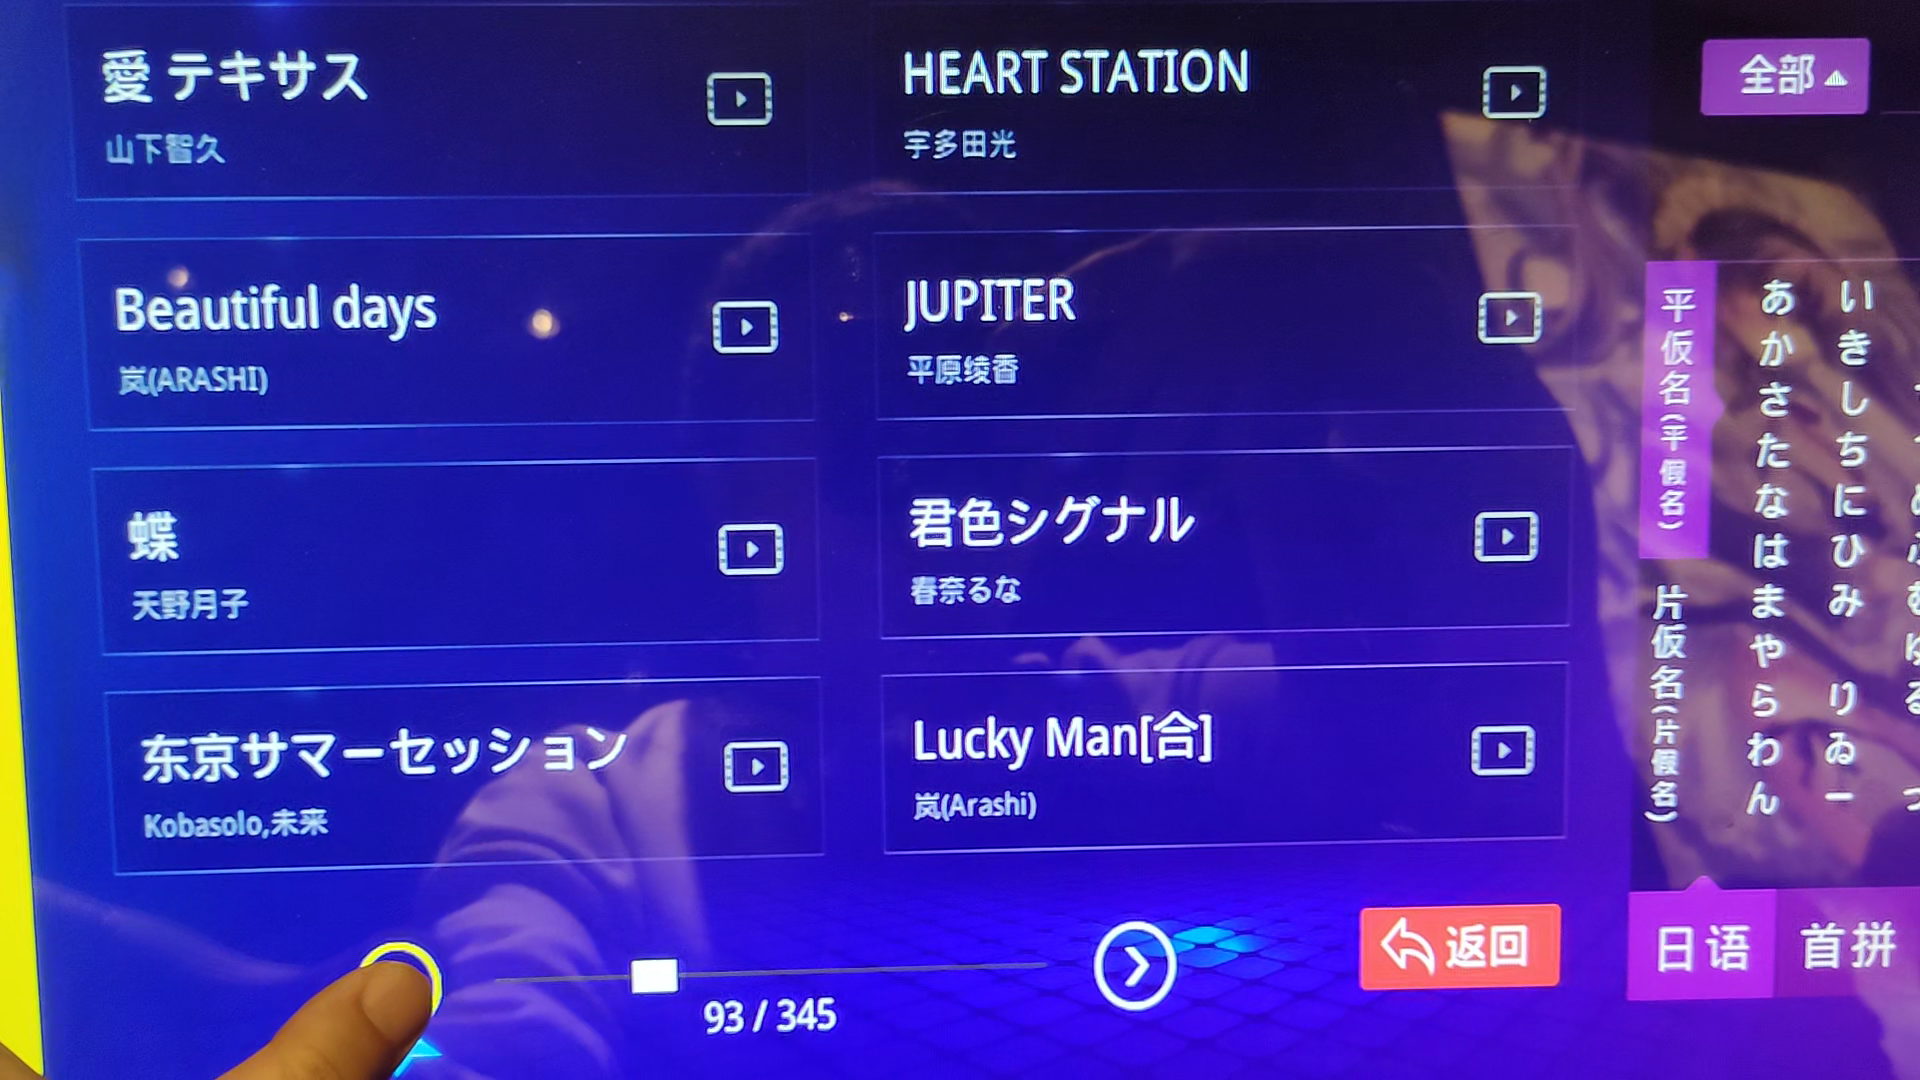 愛 テキサス
山下智久
HEART STATION
宇多田光
Beautiful days
岚(ARASHI)
JUPITER
平原绫香
蝶
天野月子
君色シグナル
春奈るな
东京サマーセッション
Kobasolo,未来
Lucky Man[合]
岚(Arashi)
93 / 345
返回
全部
平仮名(平假名)
片仮名(片假名)
あ い
か き
さ し
た ち
な に
は ひ
ま み
や
ら り
わ ゐ
ん ー
日语
首拼